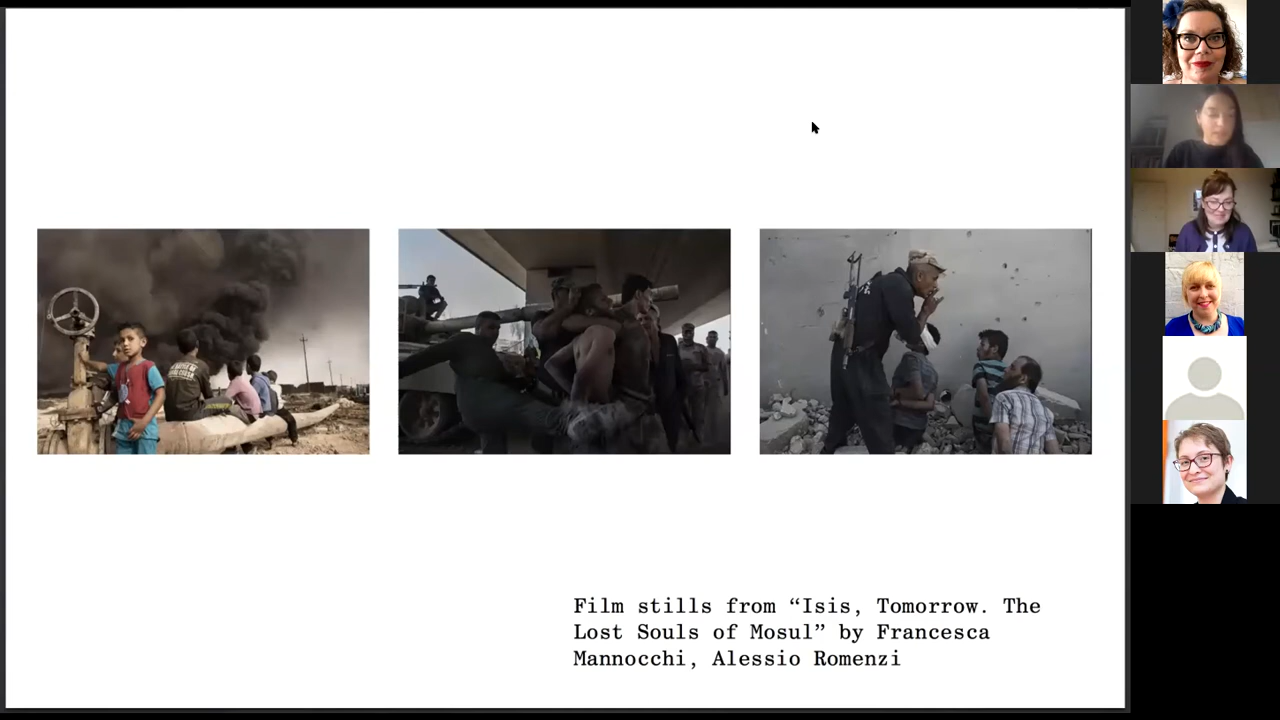 Film stills from “Isis, Tomorrow. The
Lost Souls of Mosul” by Francesca
Mannocchi, Alessio Romenzi